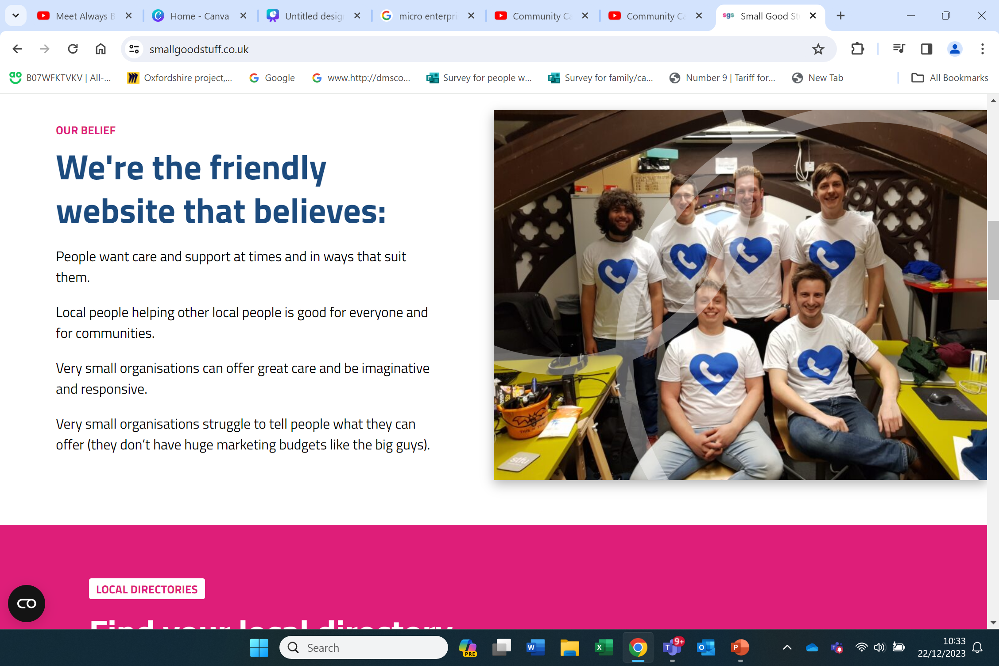 Meet Always B
Home - Canva
Untitled desig
micro enterpri
Community Ca
Community Ca
sgs
Small Good St
smallgoodstuff.co.uk
B07WFKTVKV | All-...
Oxfordshire project,...
Google
www.http://dmsco...
Survey for people w...
Survey for family/ca...
Number 9 | Tariff for...
New Tab
All Bookmarks
OUR BELIEF
We're the friendly
website that believes:
People want care and support at times and in ways that suit
them.
Local people helping other local people is good for everyone and
for communities.
Very small organisations can offer great care and be imaginative
and responsive.
Very small organisations struggle to tell people what they can
offer (they don’t have huge marketing budgets like the big guys).
stfu
LOCAL DIRECTORIES
Find your local directory
Search
PRE
9+
10:33
22/12/2023